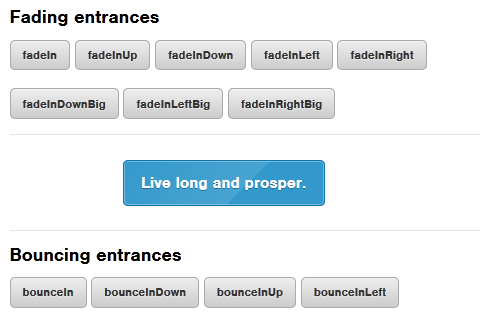 Fading entrances
fadeIn fadeInUp fadeInDown fadeInLeft fadeInRight
fadeInDownBig fadeInLeftBig fadeInRightBig
Live long and prosper.
Bouncing entrances
bounceIn bounceInDown bounceInUp bounceInLeft